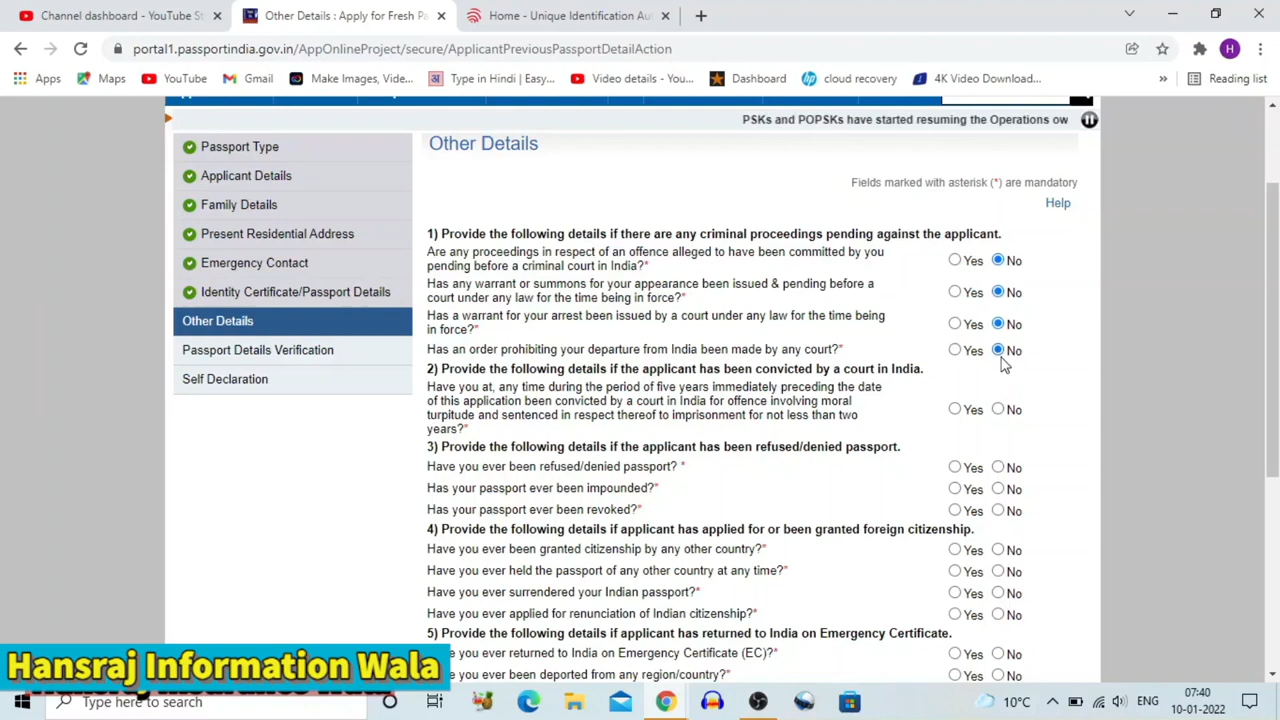 Channel dashboard - YouTube St
Other Details : Apply for Fresh Pa
Home - Unique Identification Aut
portal1.passportindia.gov.in/AppOnlineProject/secure/ApplicantPreviousPassportDetailAction
H
Apps
Maps
YouTube
Gmail
Make Images, Vide...
Type in Hindi | Easy...
Video details - You...
Dashboard
cloud recovery
4K Video Download...
»
Reading list
PSKs and POPSKs have started resuming the Operations ow
Passport Type
Applicant Details
Family Details
Present Residential Address
Emergency Contact
Identity Certificate/Passport Details
Other Details
Passport Details Verification
Self Declaration
Other Details
Fields marked with asterisk (*) are mandatory
Help
1) Provide the following details if there are any criminal proceedings pending against the applicant.
Are any proceedings in respect of an offence alleged to have been committed by you
pending before a criminal court in India?* Yes No
Has any warrant or summons for your appearance been issued & pending before a
court under any law for the time being in force?* Yes No
Has a warrant for your arrest been issued by a court under any law for the time being
in force?* Yes No
Has an order prohibiting your departure from India been made by any court?* Yes No
2) Provide the following details if the applicant has been convicted by a court in India.
Have you at, any time during the period of five years immediately preceding the date
of this application been convicted by a court in India for offence involving moral
turpitude and sentenced in respect thereof to imprisonment for not less than two
years?* Yes No
3) Provide the following details if the applicant has been refused/denied passport.
Have you ever been refused/denied passport? * Yes No
Has your passport ever been impounded?* Yes No
Has your passport ever been revoked?* Yes No
4) Provide the following details if applicant has applied for or been granted foreign citizenship.
Have you ever been granted citizenship by any other country?* Yes No
Have you ever held the passport of any other country at any time?* Yes No
Have you ever surrendered your Indian passport?* Yes No
Have you ever applied for renunciation of Indian citizenship?* Yes No
5) Provide the following details if applicant has returned to India on Emergency Certificate.
Have you ever returned to India on Emergency Certificate (EC)?* Yes No
Have you ever been deported from any region/country?* Yes No
Hansraj Information Wala
Type here to search
10°C
ENG
07:40
10-01-2022